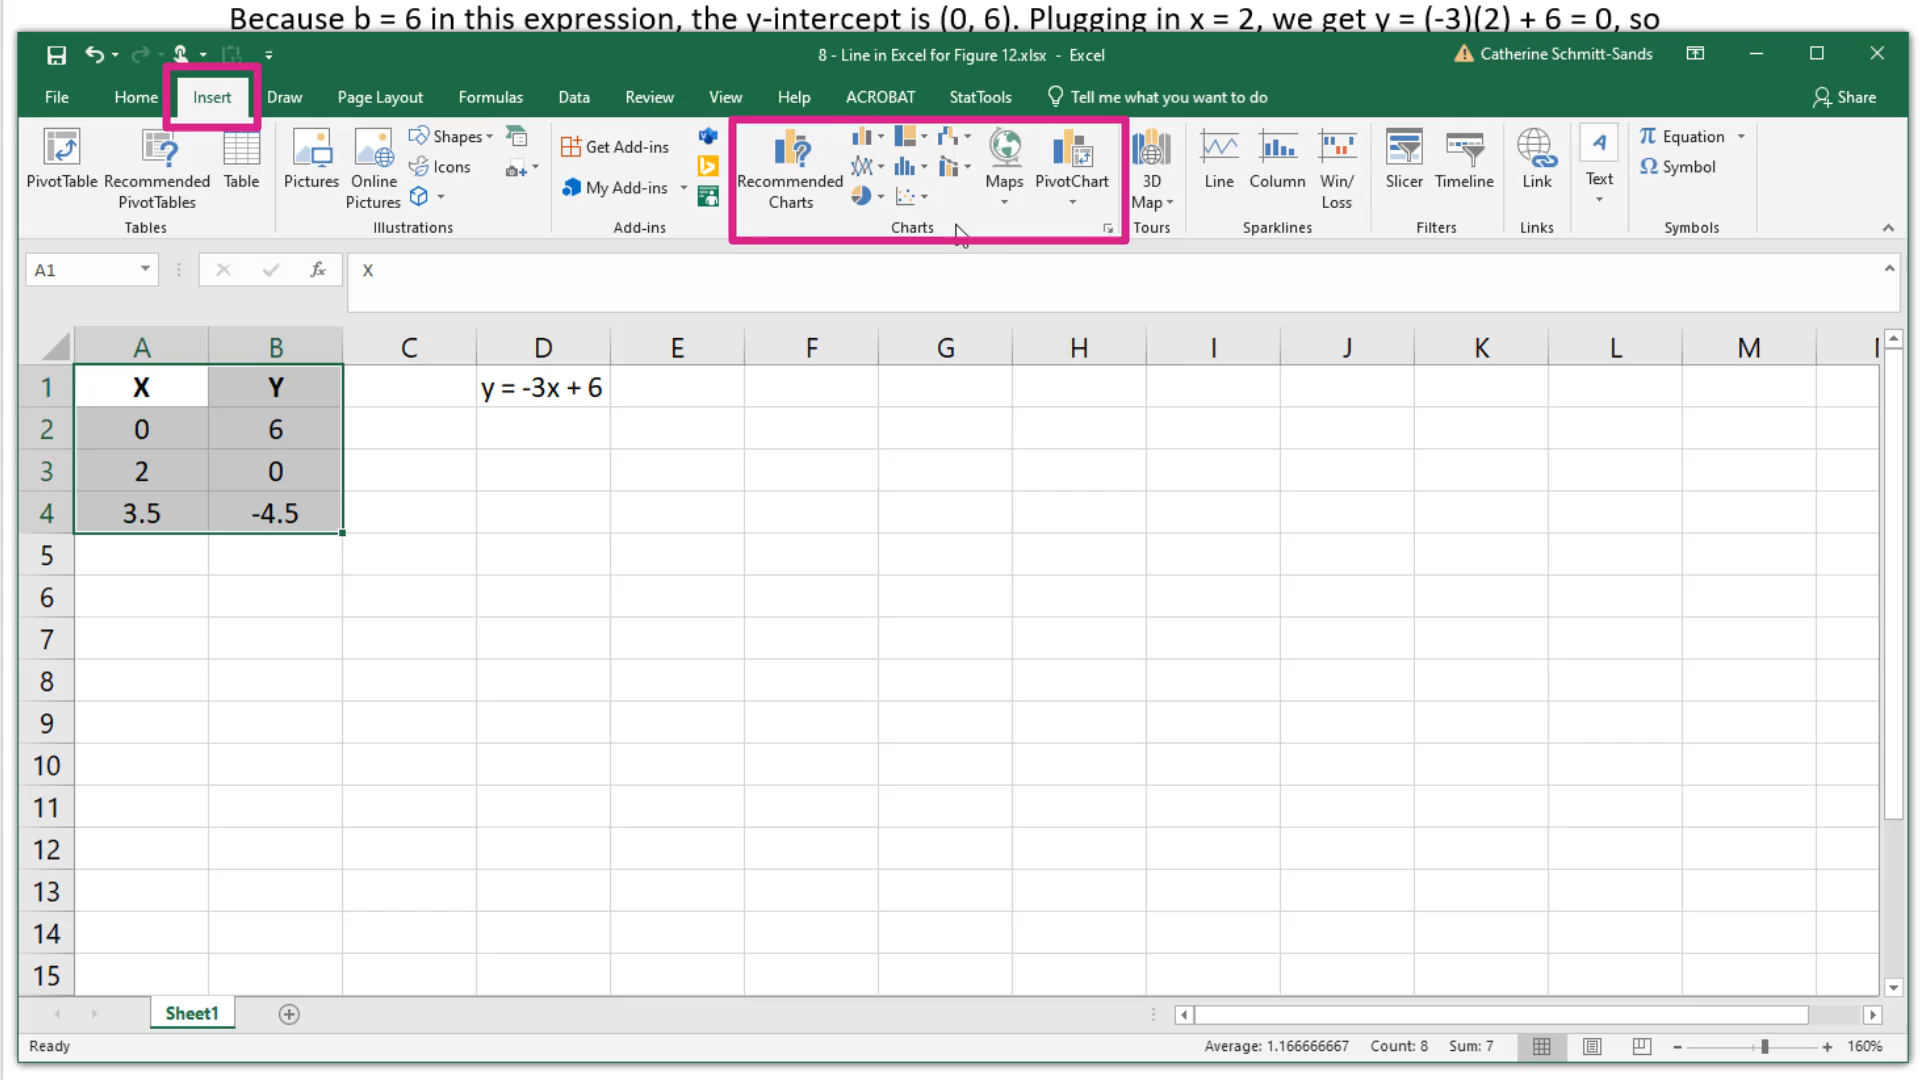 Because b = 6 in this expression, the y-intercept is (0, 6). Plugging in x = 2, we get y = (-3)(2) + 6 = 0, so
8 - Line in Excel for Figure 12.xlsx - Excel
Catherine Schmitt-Sands
File Home Insert Draw Page Layout Formulas Data Review View Help ACROBAT StatTools Tell me what you want to do Share
PivotTable
Recommended
PivotTables
Table
Tables
Pictures
Online
Pictures
Shapes
Icons
Illustrations
Get Add-ins
My Add-ins
Add-ins
Recommended
Charts
Maps
PivotChart
Charts
3D
Map
Tours
Line
Column
Win/
Loss
Sparklines
Slicer
Timeline
Filters
Link
Links
Text
π Equation
Ω Symbol
Symbols
A1 fx X
A B C D E F G H I J K L M
1 X Y y = -3x + 6
2 0 6
3 2 0
4 3.5 -4.5
5
6
7
8
9
10
11
12
13
14
15
Sheet1
Ready Average: 1.166666667 Count: 8 Sum: 7 160%